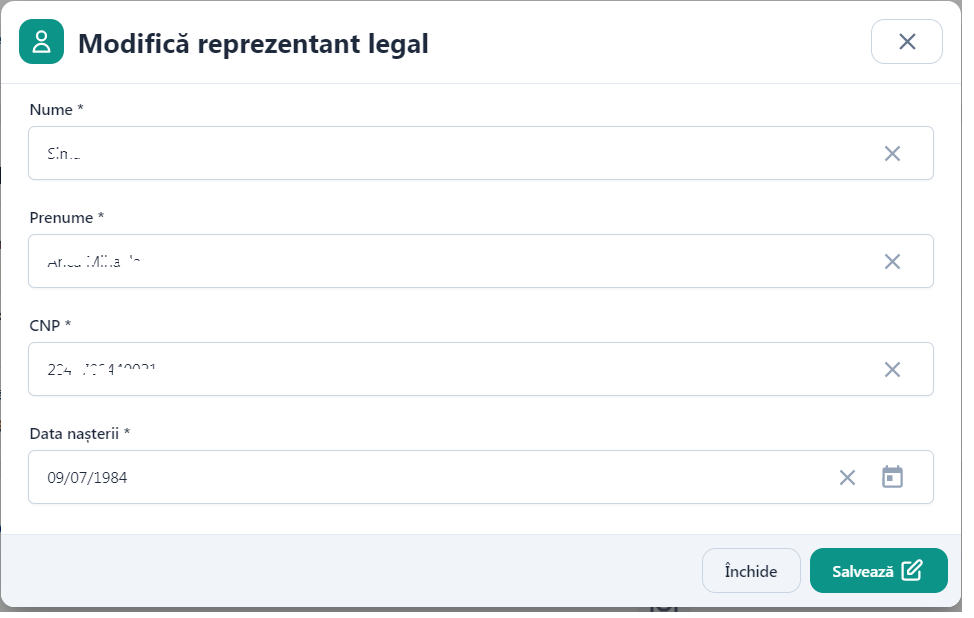 Modifică reprezentant legal
Nume *
Prenume *
CNP *
Data nașterii *
09/07/1984
Închide
Salvează